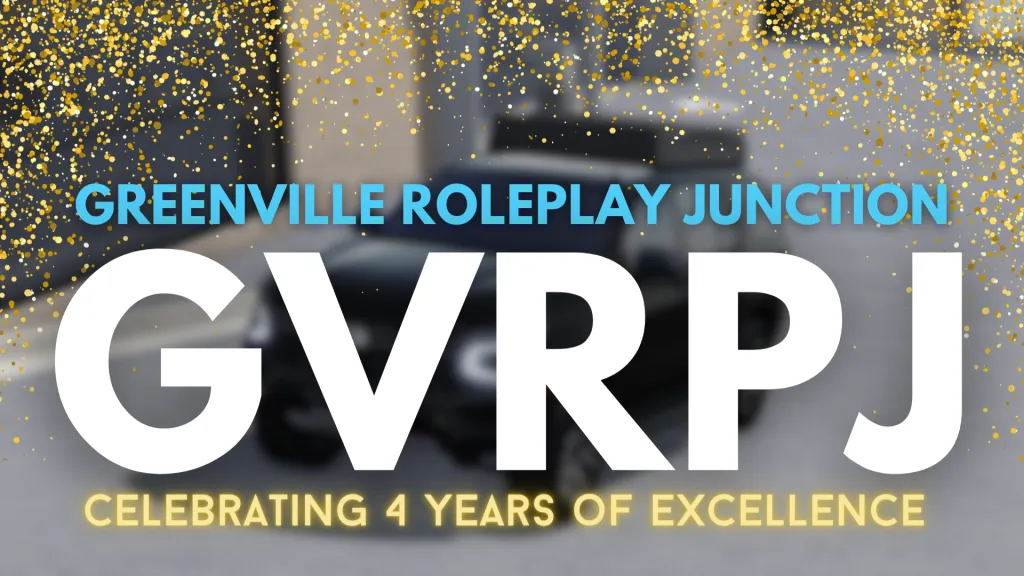 GREENVILLE ROLEPLAY JUNCTION
GVRPJ
CELEBRATING 4 YEARS OF EXCELLENCE